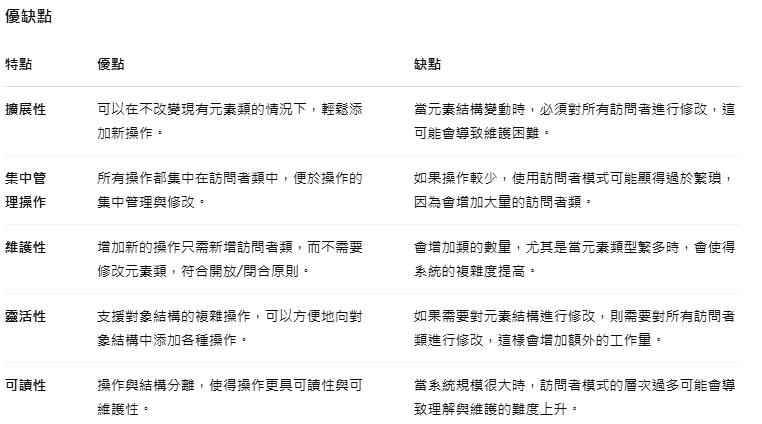 優缺點
特點 優點 缺點
擴展性 可以在不改變現有元素類的情況下，輕鬆添 當元素結構變動時，必須對所有訪問者進行修改，這
加新操作。 可能會導致維護困難。
集中管 所有操作都集中在訪問者類中，便於操作的 如果操作較少，使用訪問者模式可能顯得過於繁瑣，
理操作 集中管理與修改。 因為會增加大量的訪問者類。
維護性 增加新的操作只需新增訪問者類，而不需要 會增加類的數量，尤其是當元素類型繁多時，會使得
修改元素類，符合開放/閉合原則。 系統的複雜度提高。
靈活性 支援對象結構的複雜操作，可以方便地向對 如果需要對元素結構進行修改，則需要對所有訪問者
象結構中添加各種操作。 類進行修改，這樣會增加額外的工作量。
可讀性 操作與結構分離，使得操作更具可讀性與可 當系統規模很大時，訪問者模式的層次過多可能會導
維護性。 致理解與維護的難度上升。